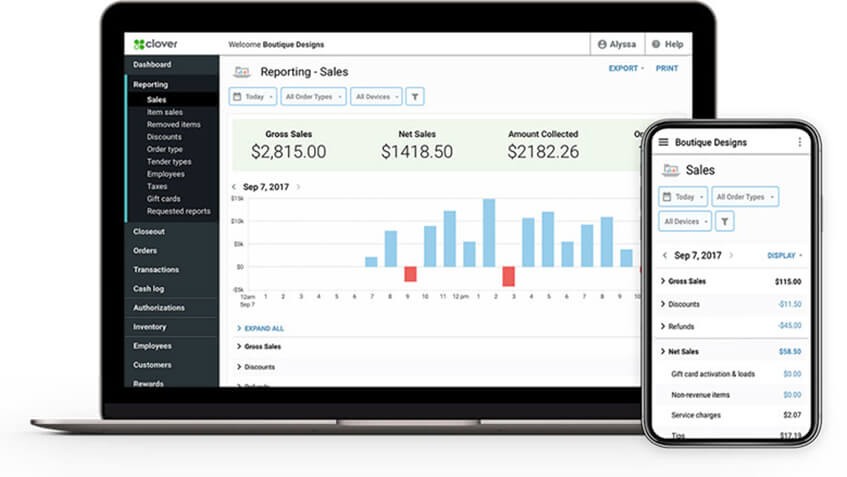 clover
Welcome Boutique Designs
Alyssa
Help
Dashboard
Reporting
Sales
Item sales
Removed items
Discounts
Order type
Tender types
Employees
Taxes
Gift cards
Requested reports
Closeout
Orders
Transactions
Cash log
Authorizations
Inventory
Employees
Customers
Rewards
Reporting - Sales
EXPORT
PRINT
Today
All Order Types
All Devices
Gross Sales Net Sales Amount Collected
$2,815.00 $1418.50 $2182.26
Sep 7, 2017
$15k
$10k
$5k
$0
-$5k
12am 1 2 3 4 5 6 7 8 9 10 11 12 pm 1 2 3 4 5 6 7 8 9
Sep 7
EXPAND ALL
Gross Sales
Discounts
Refunds
Boutique Designs
Sales
Today
All Order Types
All Devices
Sep 7, 2017 DISPLAY
Gross Sales $115.00
Discounts -$11.50
Refunds -$45.00
Net Sales $58.50
Gift card activation & loads $0.00
Non-revenue items $0.00
Service charges $2.07
Tips $17.19